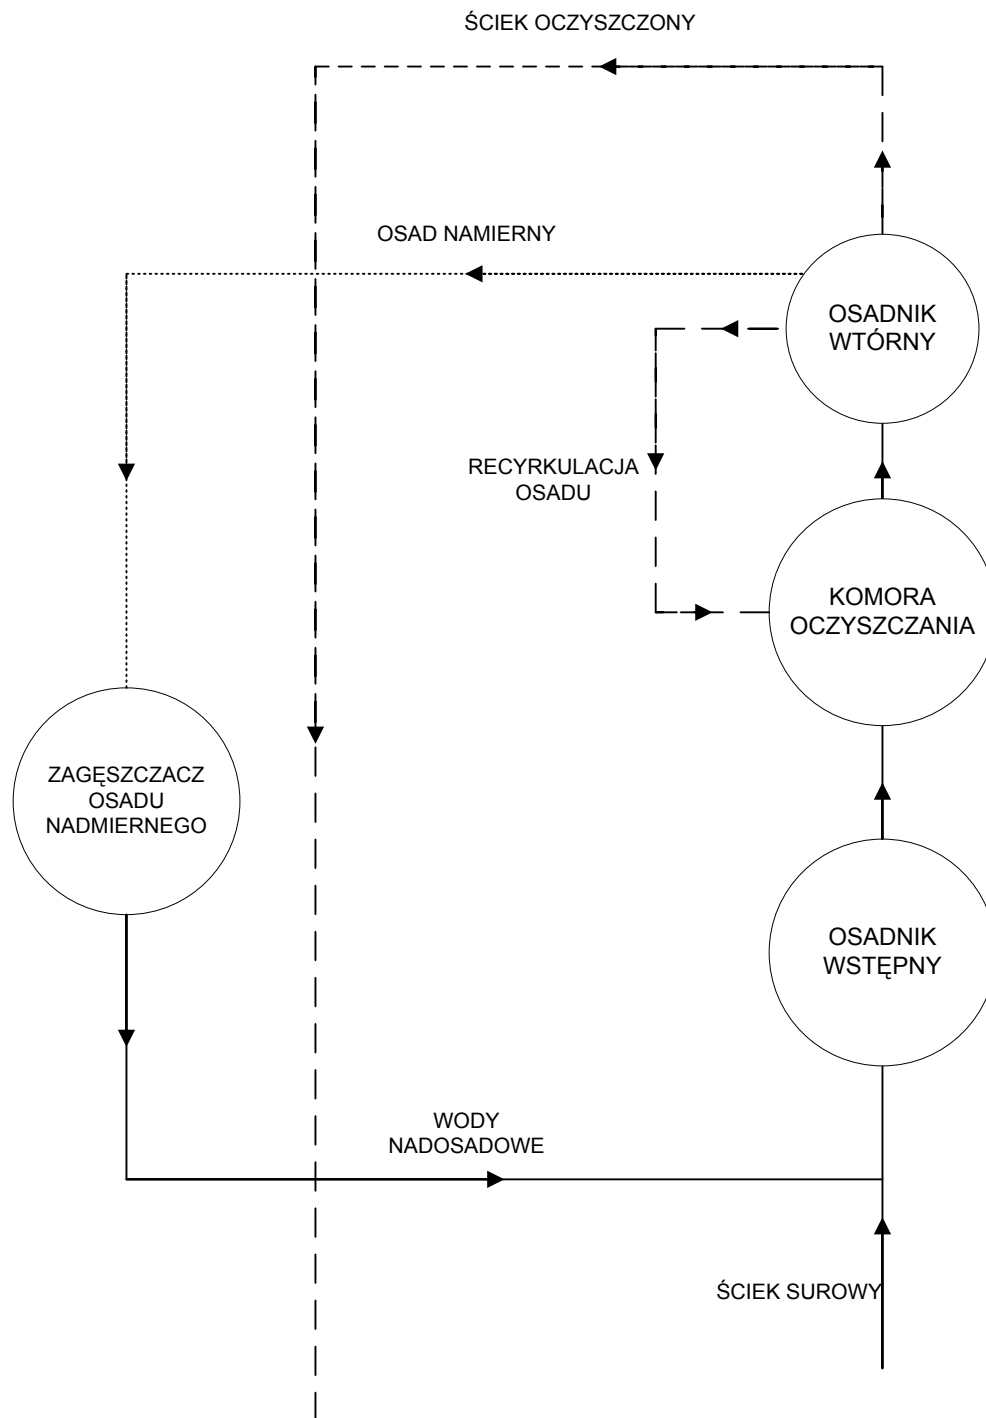 ŚCIEK OCZYSZCZONY
OSAD NAMIERNY
OSADNIK
WTÓRNY
RECYRKULACJA
OSADU
KOMORA
OCZYSZCZANIA
ZAGĘSZCZACZ
OSADU
NADMIERNEGO
OSADNIK
WSTĘPNY
WODY
NADOSADOWE
ŚCIEK SUROWY